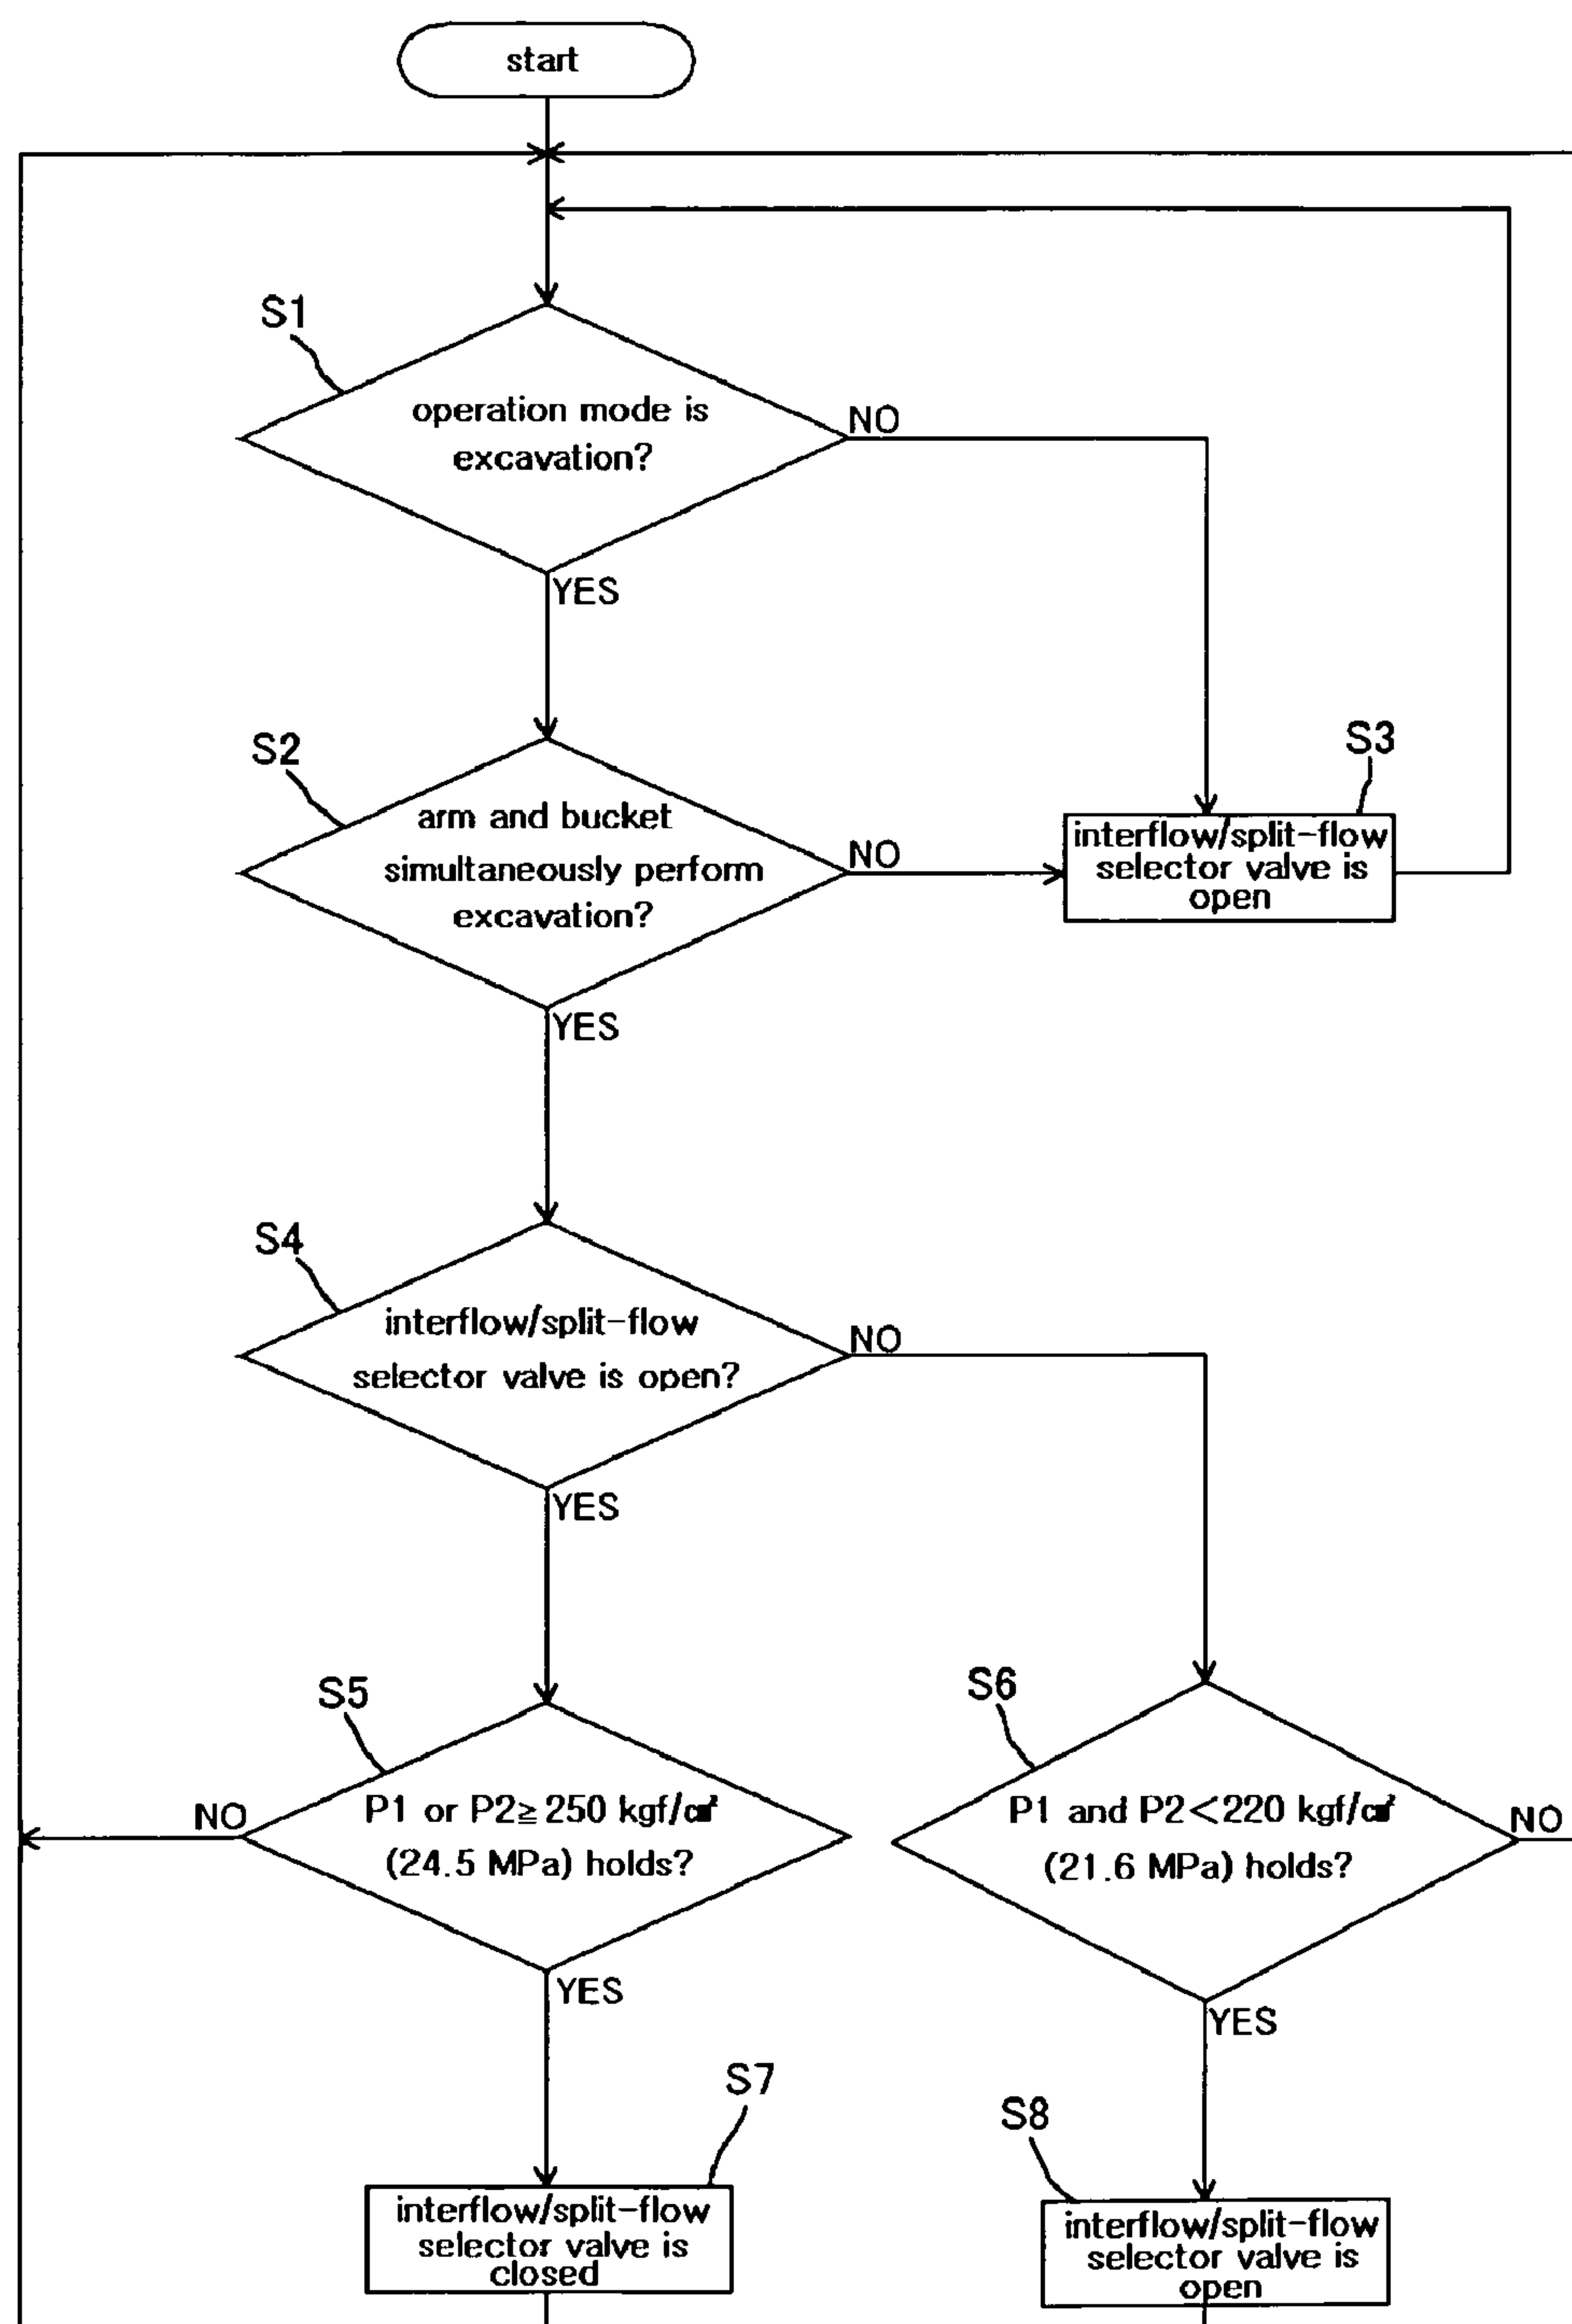 start
S1
operation mode is
excavation?
NO
YES
S2
arm and bucket
simultaneously perform
excavation?
NO
YES
S3
interflow/split-flow
selector valve is
open
S4
interflow/split-flow
selector valve is open?
NO
YES
S5
P1 or P2≧250 kgf/㎠
(24.5 MPa) holds?
NO
YES
S6
P1 and P2<220 kgf/㎠
(21.6 MPa) holds?
NO
YES
S7
interflow/split-flow
selector valve is
closed
S8
interflow/split-flow
selector valve is
open